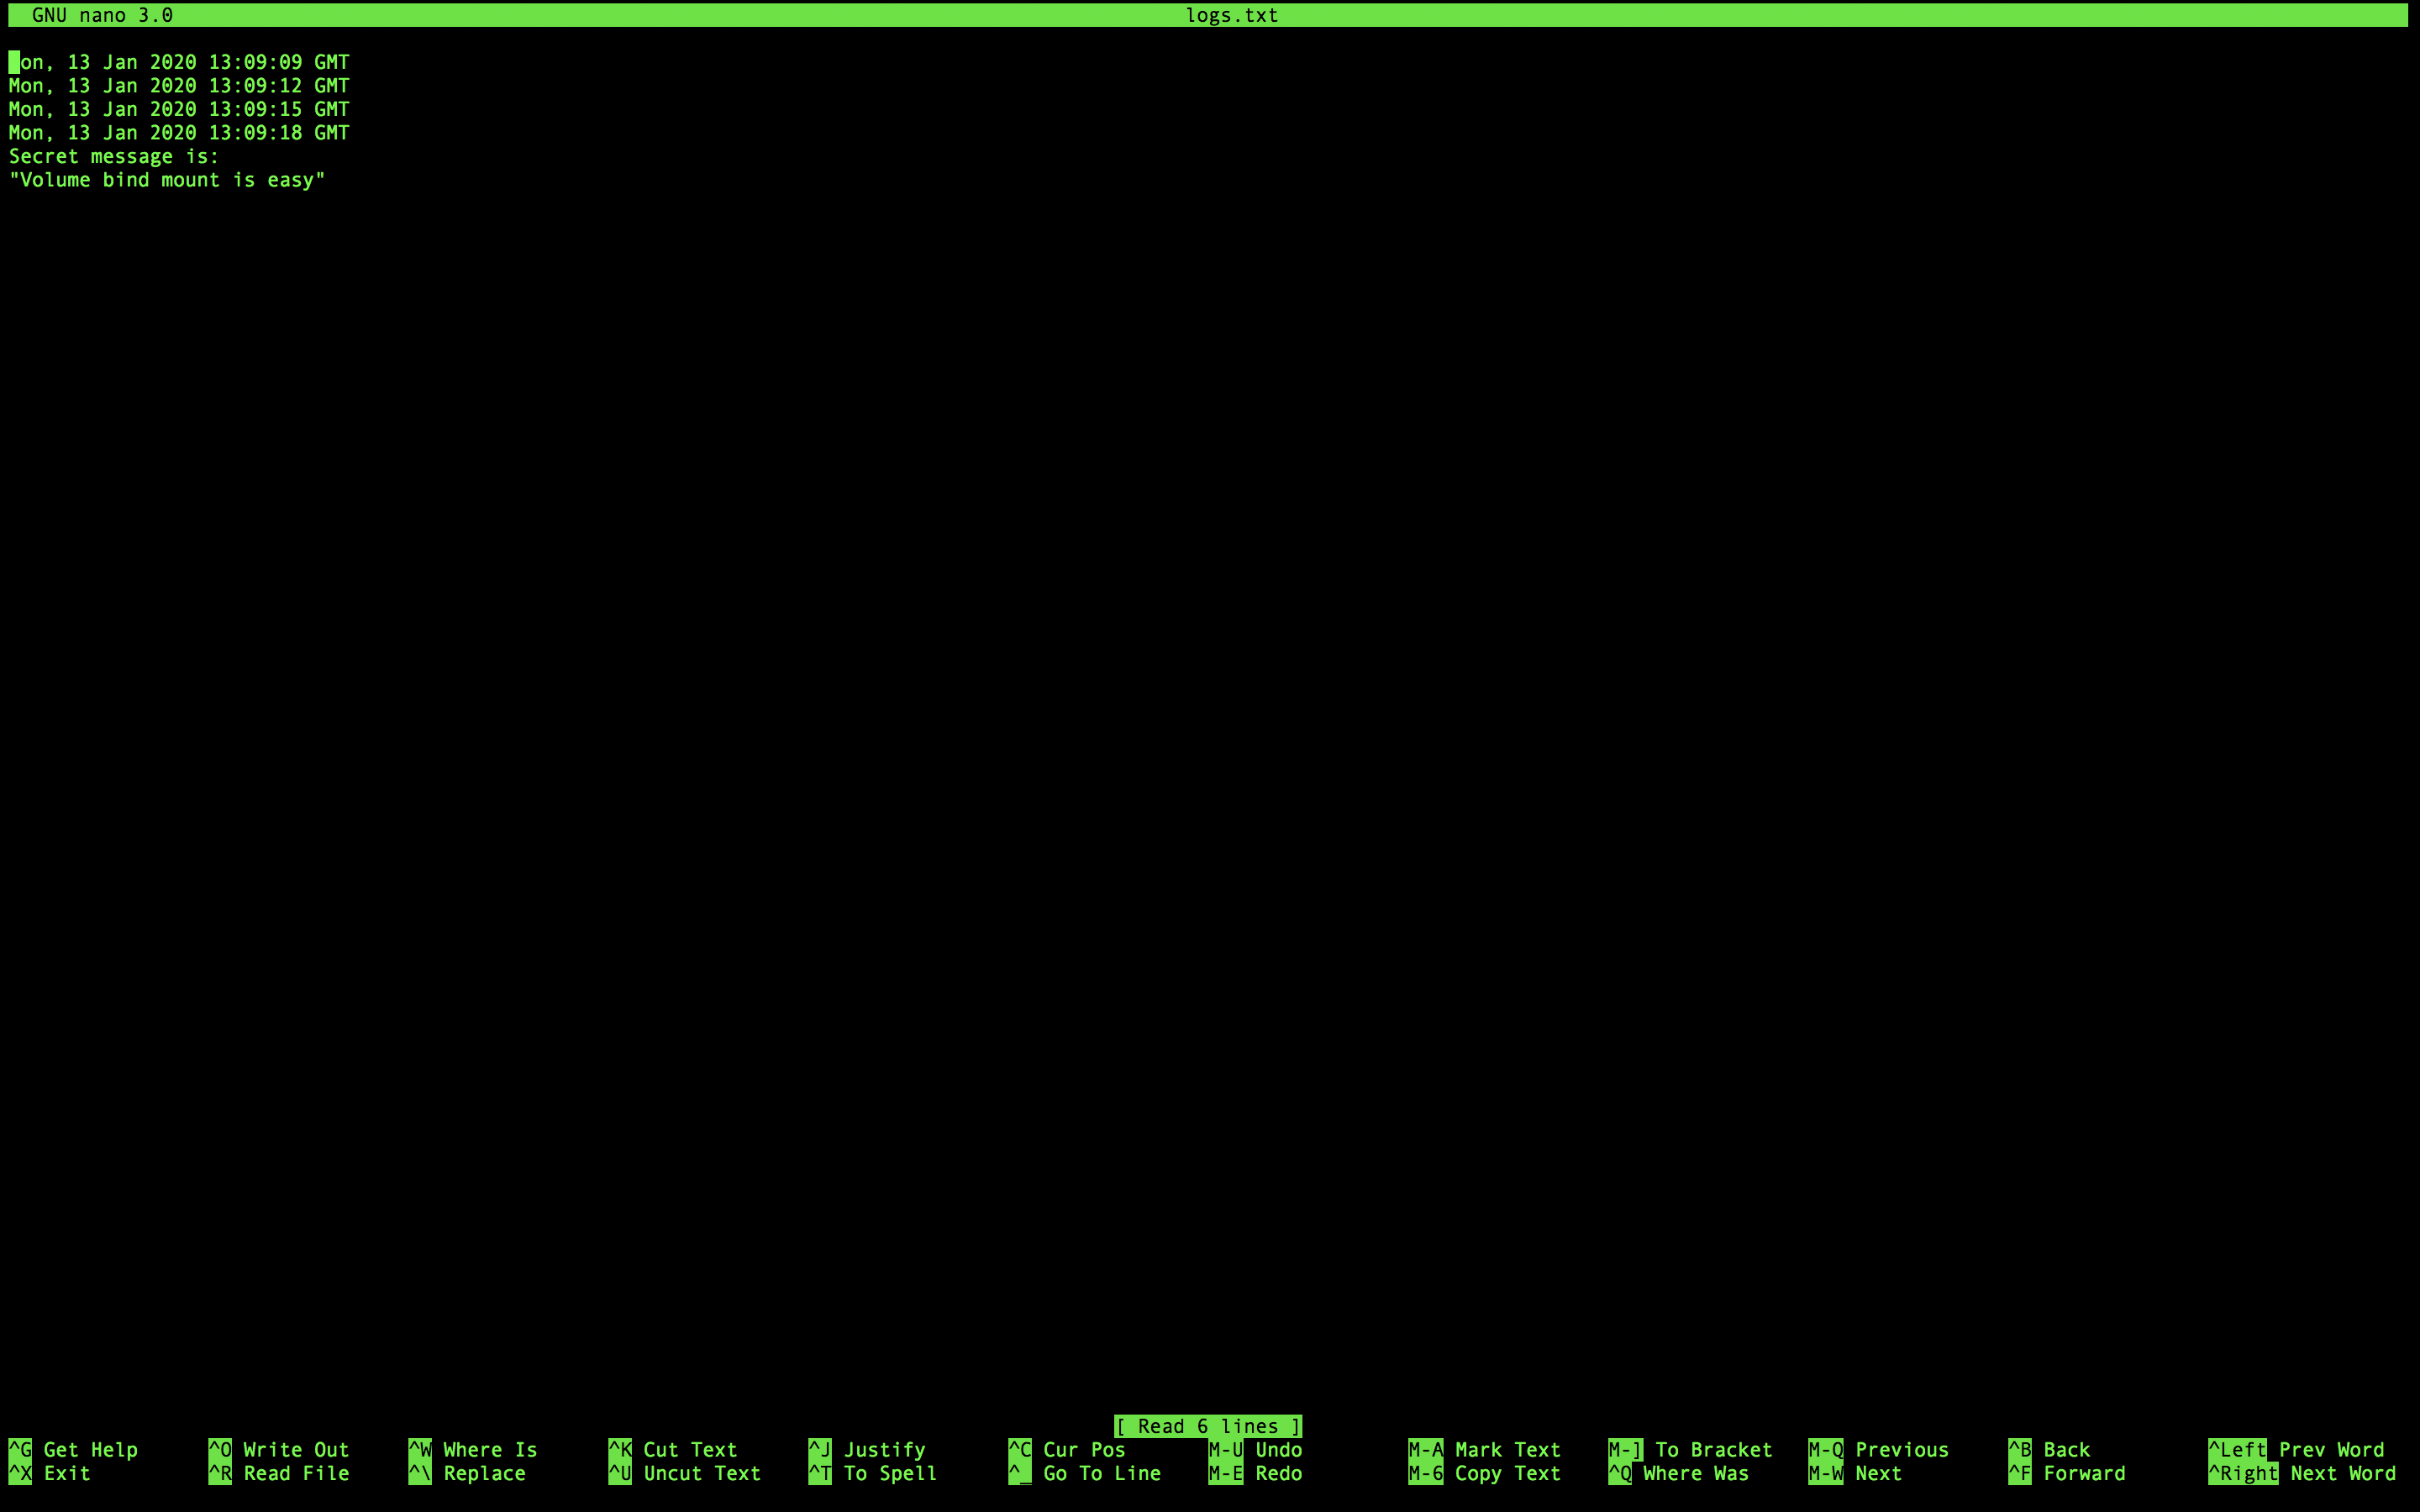 GNU nano 3.0 logs.txt
on, 13 Jan 2020 13:09:09 GMT
Mon, 13 Jan 2020 13:09:12 GMT
Mon, 13 Jan 2020 13:09:15 GMT
Mon, 13 Jan 2020 13:09:18 GMT
Secret message is:
"Volume bind mount is easy"
[ Read 6 lines ]
^G Get Help ^O Write Out ^W Where Is ^K Cut Text ^J Justify ^C Cur Pos M-U Undo M-A Mark Text M-] To Bracket M-Q Previous ^B Back ^Left Prev Word
^X Exit ^R Read File ^\ Replace ^U Uncut Text ^T To Spell ^_ Go To Line M-E Redo M-6 Copy Text ^Q Where Was M-W Next ^F Forward ^Right Next Word